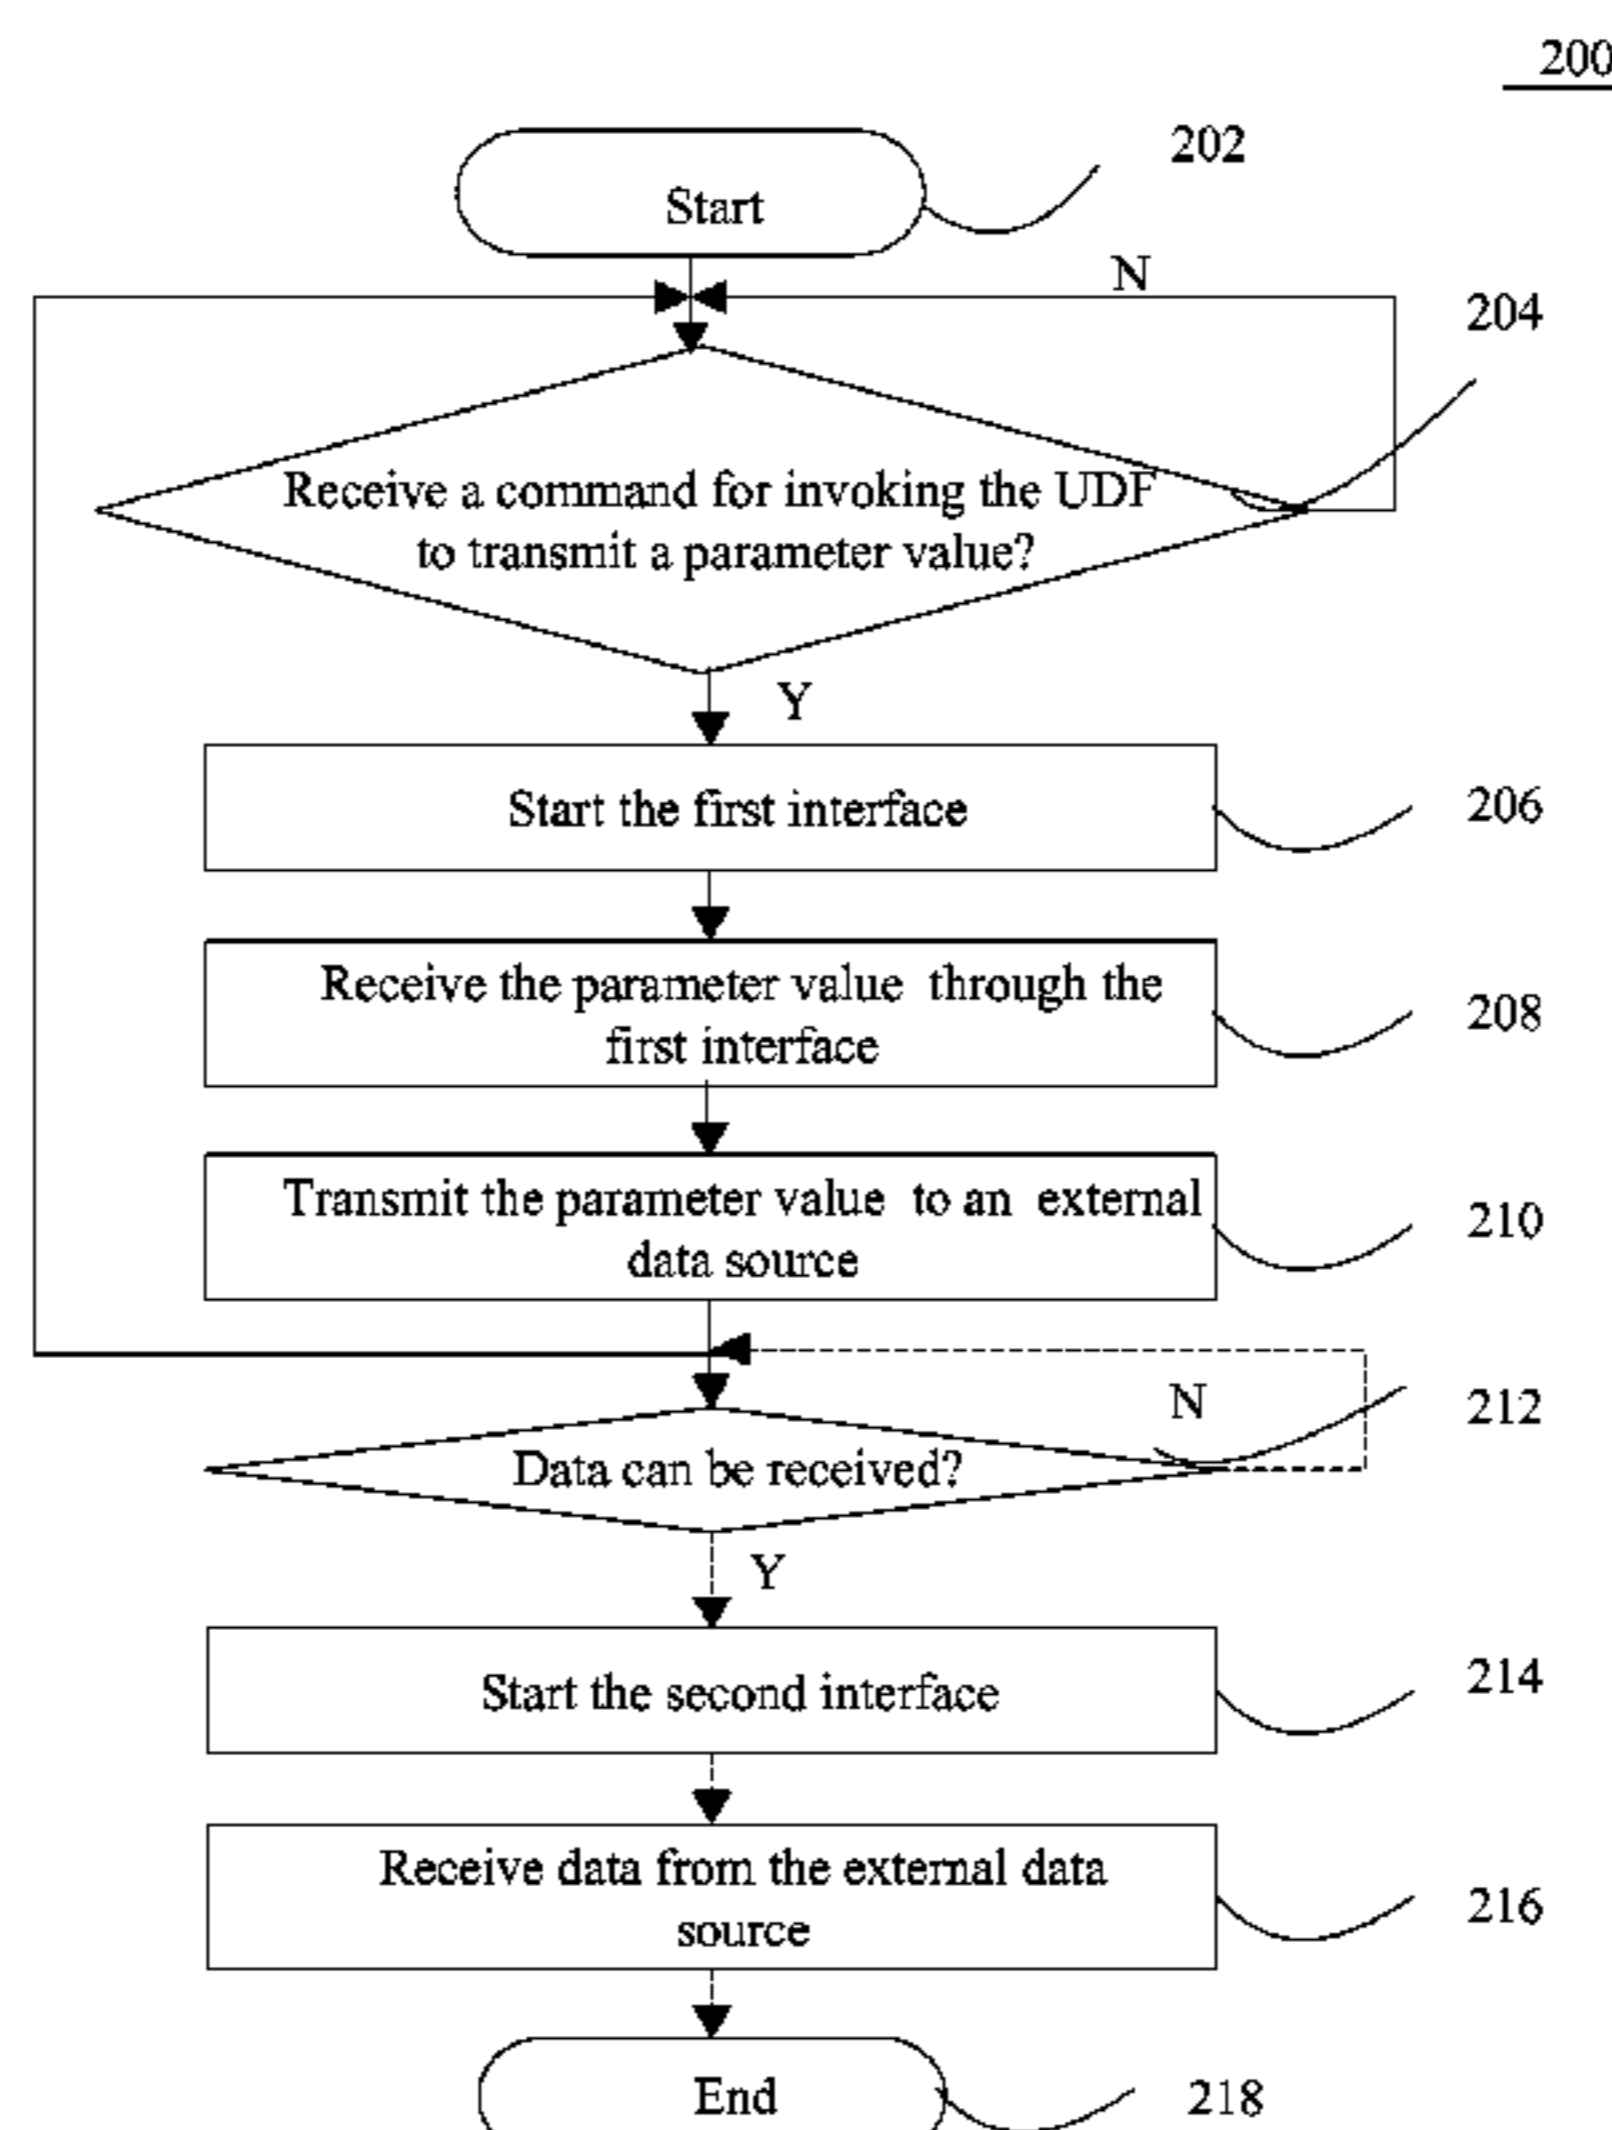 200
202
Start
N
204
Receive a command for invoking the UDF
to transmit a parameter value?
Y
Start the first interface
206
Receive the parameter value through the
first interface
208
Transmit the parameter value to an external
data source
210
N
212
Data can be received?
Y
Start the second interface
214
Receive data from the external data
source
216
End
218